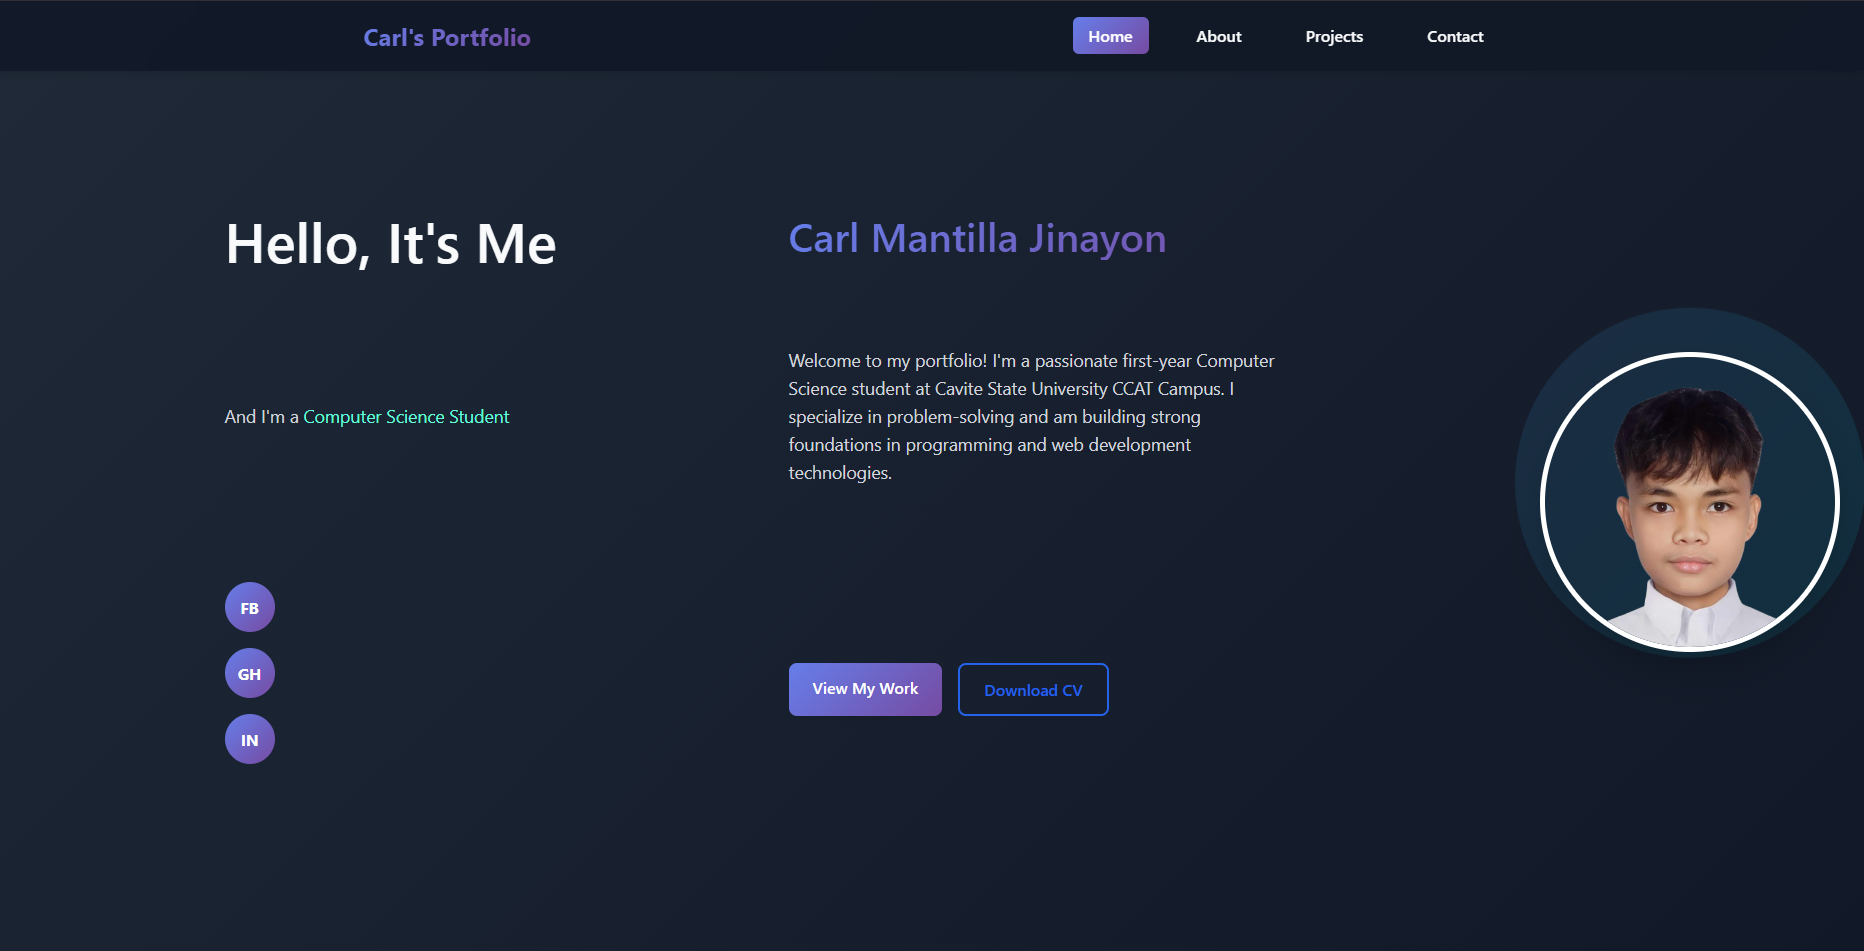 Carl's Portfolio
Home
About
Projects
Contact
Hello, It's Me
Carl Mantilla Jinayon
And I'm a Computer Science Student
Welcome to my portfolio! I'm a passionate first-year Computer
Science student at Cavite State University CCAT Campus. I
specialize in problem-solving and am building strong
foundations in programming and web development
technologies.
FB
GH
IN
View My Work
Download CV